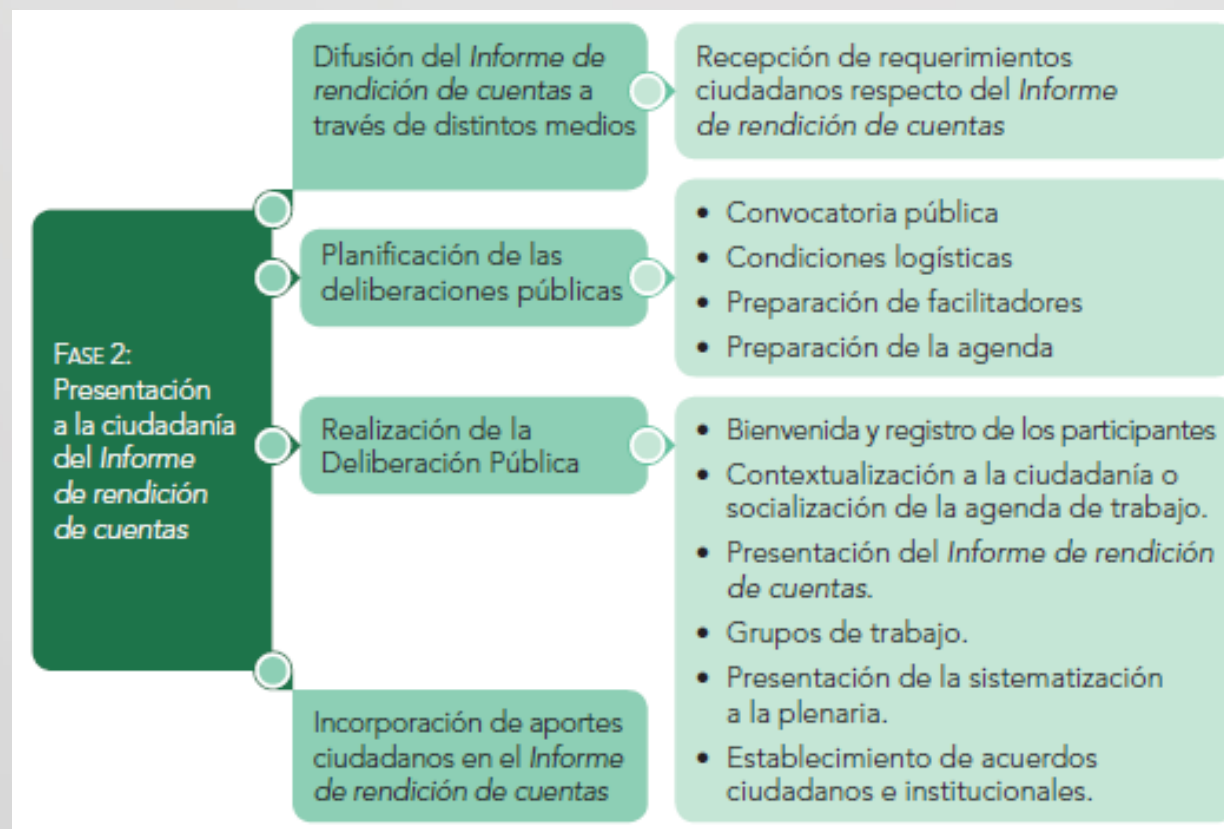 FASE 2:
Presentación
a la ciudadanía
del Informe
de rendición
de cuentas
Difusión del Informe de
rendición de cuentas a
través de distintos medios
Recepción de requerimientos
ciudadanos respecto del Informe
de rendición de cuentas
Planificación de las
deliberaciones públicas
• Convocatoria pública
• Condiciones logísticas
• Preparación de facilitadores
• Preparación de la agenda
Realización de la
Deliberación Pública
• Bienvenida y registro de los participantes
• Contextualización a la ciudadanía o
socialización de la agenda de trabajo.
• Presentación del Informe de rendición
de cuentas.
• Grupos de trabajo.
• Presentación de la sistematización
a la plenaria.
• Establecimiento de acuerdos
ciudadanos e institucionales.
Incorporación de aportes
ciudadanos en el Informe
de rendición de cuentas